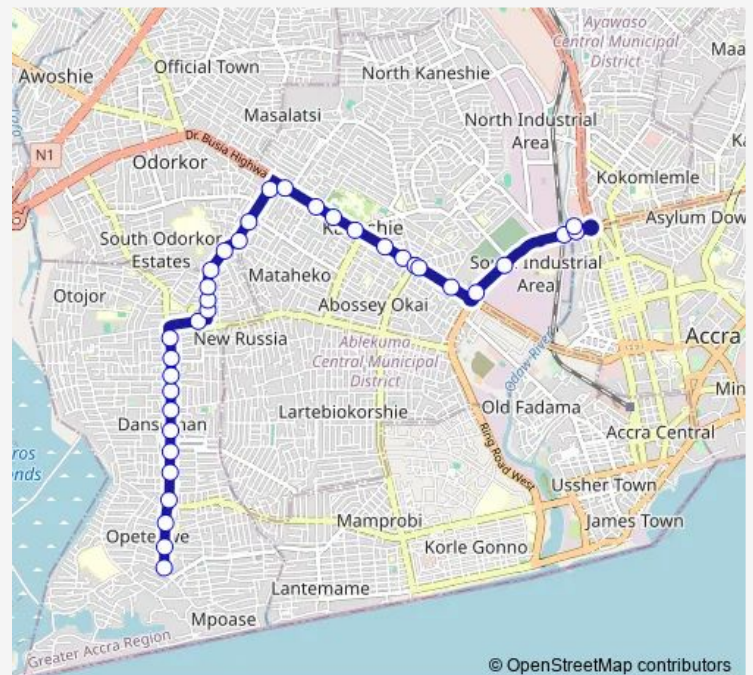 Ayawaso
Central Municipal
District
Official Town
Awoshie
North Kaneshie
Maa
Masalatsi
North Industrial
Area
Dr. Busia Highwa
N1
Odorkor
Kokomlemle
Asylum Dow
South Odorkor
Estates
Mataheko
Industrial
Area
Otojor
Abossey Okai
New Russia
Ablekuma
Central Municipal
District
Odaw River
Accra
Min
Lartebiokorshie
Old Fadama
Accra Central
Ring Road West
Ussher Town
James Town
Mamprobi
Korle Gonno
Lantemame
Mpoase
Greater Accra Region
© OpenStreetMap contributors